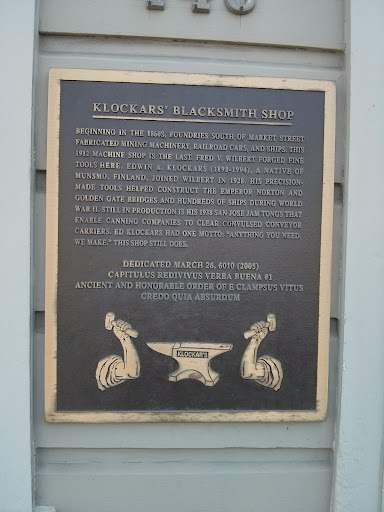 440
KLOCKARS' BLACKSMITH SHOP
BEGINNING IN THE 1860S, FOUNDRIES SOUTH OF MARKET STREET
FABRICATED MINING MACHINERY, RAILROAD CARS, AND SHIPS. THIS
1912 MACHINE SHOP IS THE LAST. FRED V. WILBERT FORGED FINE
TOOLS HERE. EDWIN A. KLOCKARS (1898-1994), A NATIVE OF
MUNSMO, FINLAND, JOINED WILBERT IN 1928. HIS PRECISION-
MADE TOOLS HELPED CONSTRUCT THE EMPEROR NORTON AND
GOLDEN GATE BRIDGES AND HUNDREDS OF SHIPS DURING WORLD
WAR II. STILL IN PRODUCTION IS HIS 1938 SAN JOSE JAM TONGS THAT
ENABLE CANNING COMPANIES TO CLEAR CONVULSED CONVEYOR
CARRIERS. ED KLOCKARS HAD ONE MOTTO: "ANYTHING YOU NEED,
WE MAKE." THIS SHOP STILL DOES.
DEDICATED MARCH 26, 6010 (2005)
CAPITULUS REDIVIVUS YERBA BUENA #1
ANCIENT AND HONORABLE ORDER OF E CLAMPSUS VITUS
CREDO QUIA ABSURDUM
KLOCKAR'S